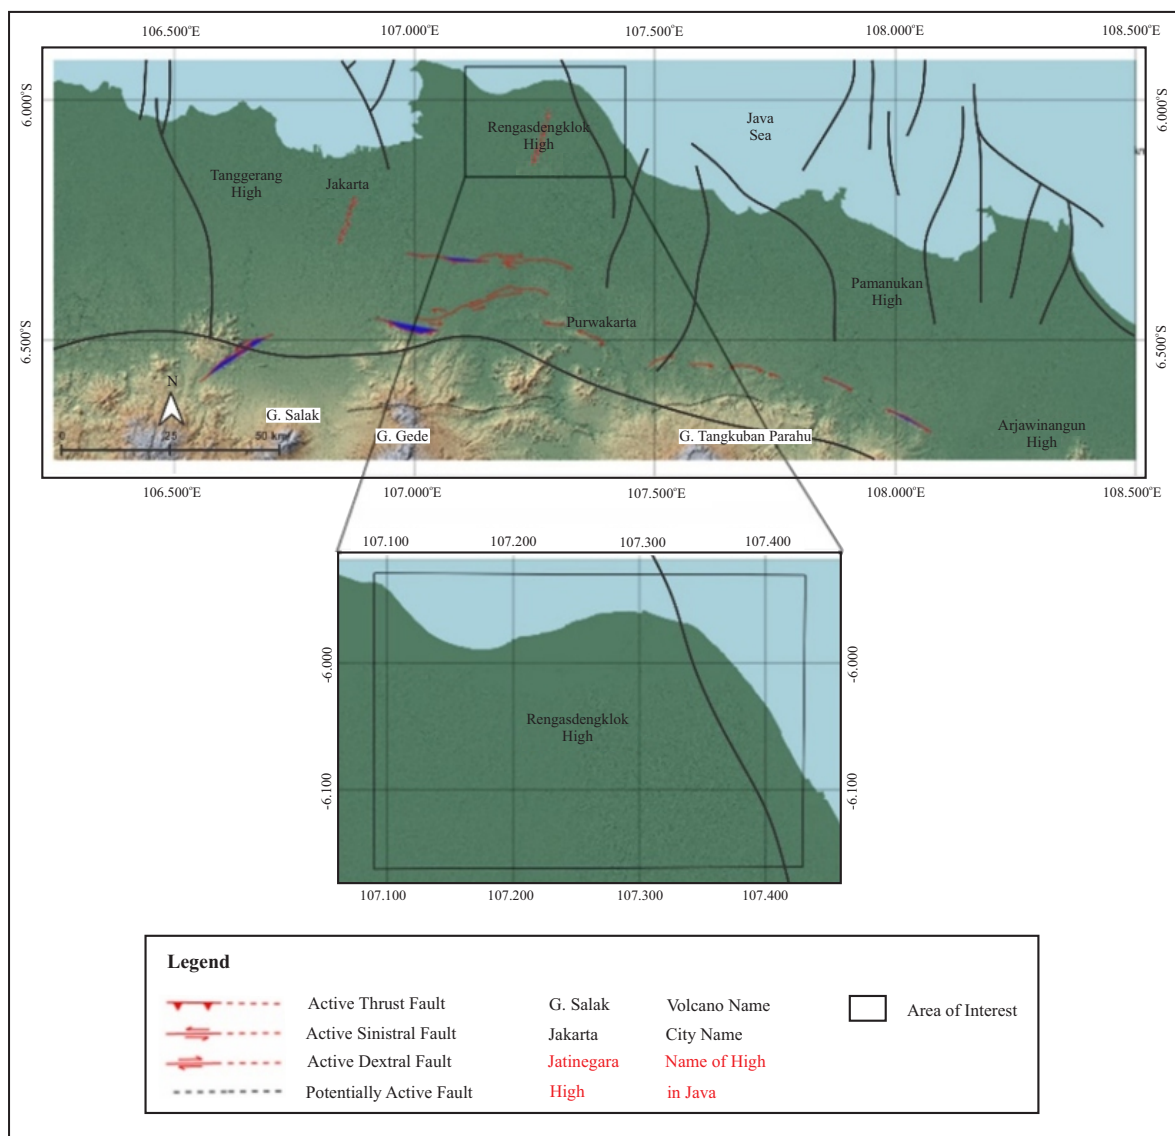 106.500°E 107.000°E 107.500°E 108.000°E 108.500°E
6.000°S
6.000°S
Java
Sea
Rengasdengklok
High
km
Tanggerang
High
Jakarta
Pamanukan
High
Purwakarta
6.500°S
6.500°S
N
G. Salak
G. Gede
G. Tangkuban Parahu
Arjawinangun
High
0 25 50 km
106.500°E 107.000°E 107.500°E 108.000°E 108.500°E
107.100 107.200 107.300 107.400
-6.000
-6.000
Rengasdengklok
High
-6.100
-6.100
107.100 107.200 107.300 107.400
Legend
Active Thrust Fault G. Salak Volcano Name
Area of Interest
Active Sinistral Fault Jakarta City Name
Active Dextral Fault Jatinegara Name of High
Potentially Active Fault High in Java